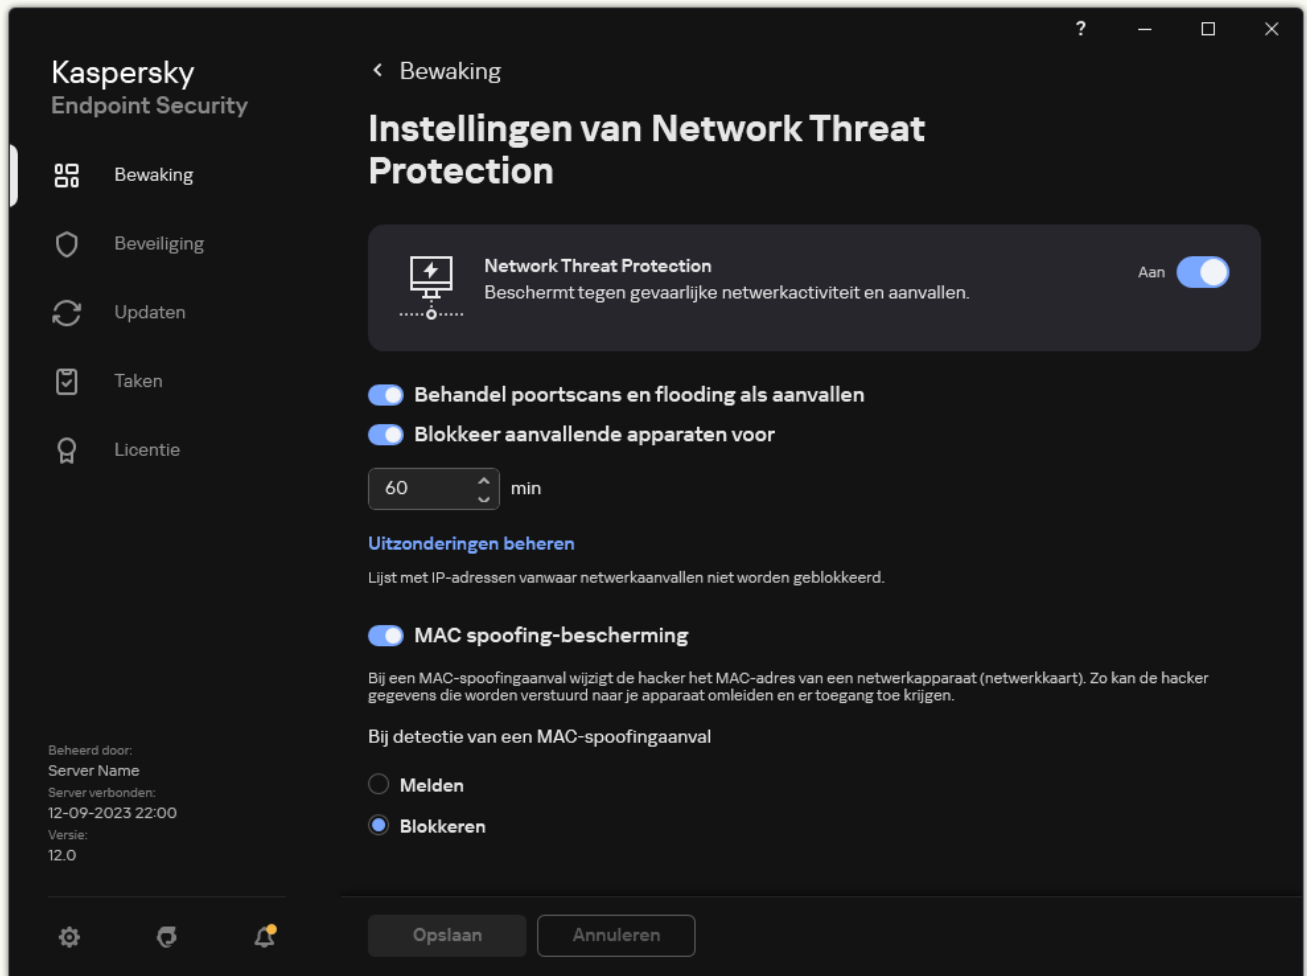 ?
Kaspersky
Endpoint Security
Bewaking
Beveiliging
Updaten
Taken
Licentie
Beheerd door:
Server Name
Server verbonden:
12-09-2023 22:00
Versie:
12.0
Bewaking
Instellingen van Network Threat
Protection
Network Threat Protection
Beschermt tegen gevaarlijke netwerkactiviteit en aanvallen.
Aan
Behandel poortscans en flooding als aanvallen
Blokkeer aanvallende apparaten voor
60 min
Uitzonderingen beheren
Lijst met IP-adressen vanwaar netwerkaanvallen niet worden geblokkeerd.
MAC spoofing-bescherming
Bij een MAC-spoofingaanval wijzigt de hacker het MAC-adres van een netwerkapparaat (netwerkkaart). Zo kan de hacker
gegevens die worden verstuurd naar je apparaat omleiden en er toegang toe krijgen.
Bij detectie van een MAC-spoofingaanval
Melden
Blokkeren
Opslaan
Annuleren